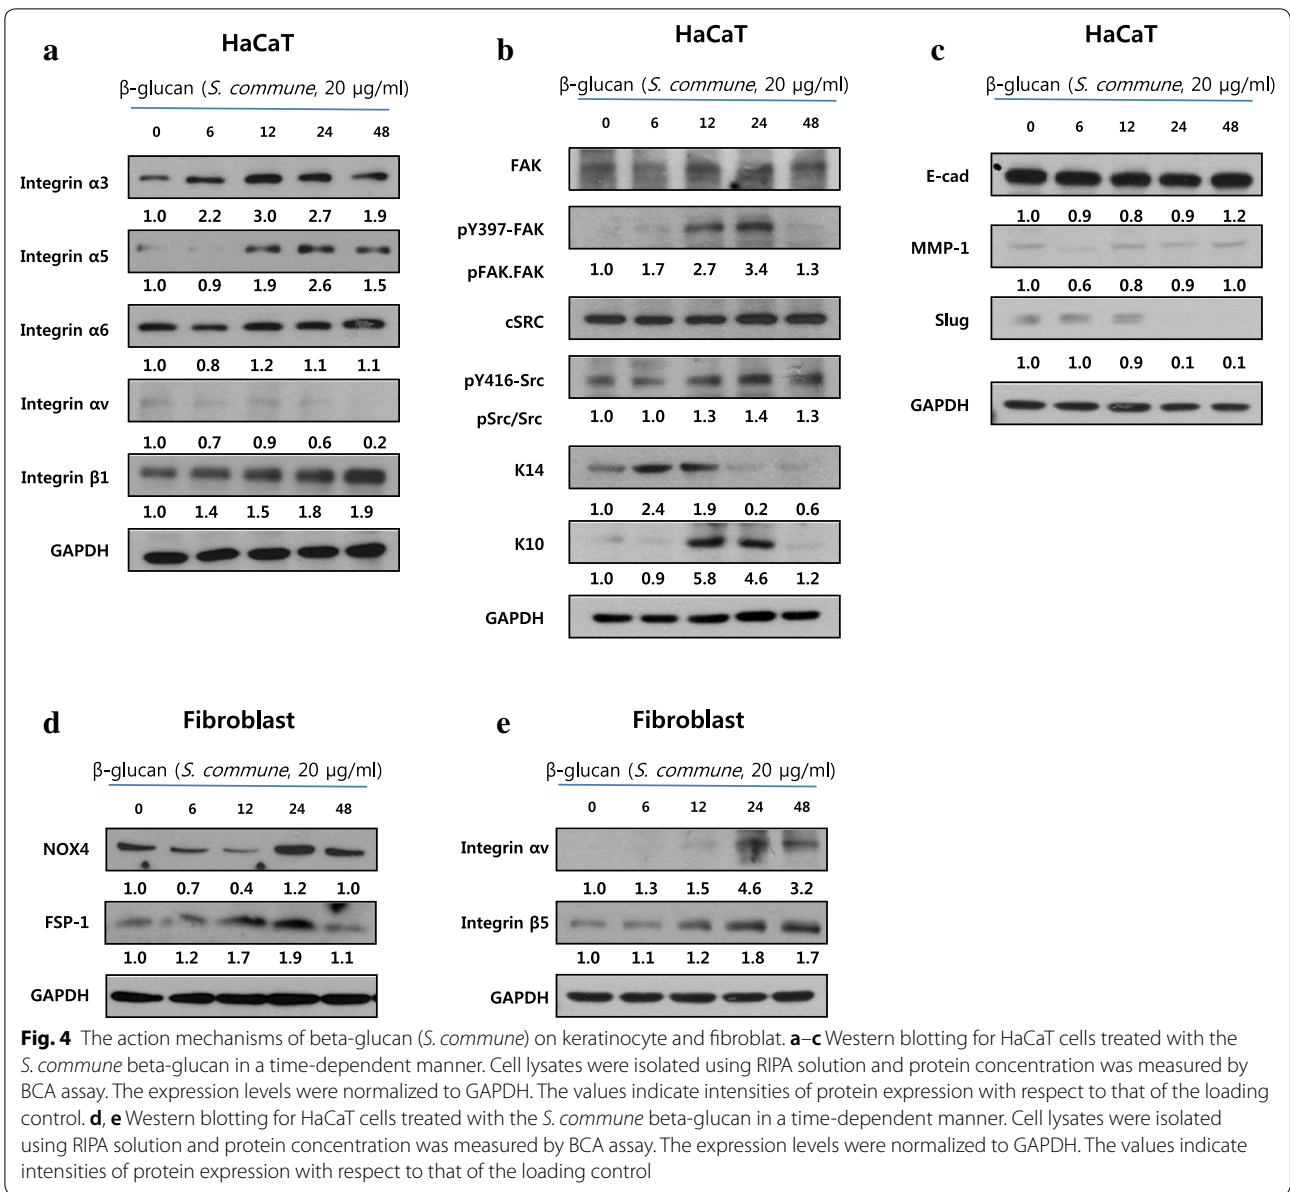 a
HaCaT
β-glucan (S. commune, 20 µg/ml)
0 6 12 24 48
Integrin α3
1.0 2.2 3.0 2.7 1.9
Integrin α5
1.0 0.9 1.9 2.6 1.5
Integrin α6
1.0 0.8 1.2 1.1 1.1
Integrin αv
1.0 0.7 0.9 0.6 0.2
Integrin β1
1.0 1.4 1.5 1.8 1.9
GAPDH
b
HaCaT
β-glucan (S. commune, 20 µg/ml)
0 6 12 24 48
FAK
pY397-FAK
pFAK.FAK 1.0 1.7 2.7 3.4 1.3
cSRC
pY416-Src
pSrc/Src 1.0 1.0 1.3 1.4 1.3
K14
1.0 2.4 1.9 0.2 0.6
K10
1.0 0.9 5.8 4.6 1.2
GAPDH
c
HaCaT
β-glucan (S. commune, 20 µg/ml)
0 6 12 24 48
E-cad
1.0 0.9 0.8 0.9 1.2
MMP-1
1.0 0.6 0.8 0.9 1.0
Slug
1.0 1.0 0.9 0.1 0.1
GAPDH
d
Fibroblast
β-glucan (S. commune, 20 µg/ml)
0 6 12 24 48
NOX4
1.0 0.7 0.4 1.2 1.0
FSP-1
1.0 1.2 1.7 1.9 1.1
GAPDH
e
Fibroblast
β-glucan (S. commune, 20 µg/ml)
0 6 12 24 48
Integrin αv
1.0 1.3 1.5 4.6 3.2
Integrin β5
1.0 1.1 1.2 1.8 1.7
GAPDH
Fig. 4 The action mechanisms of beta-glucan (S. commune) on keratinocyte and fibroblat. a–c Western blotting for HaCaT cells treated with the
S. commune beta-glucan in a time-dependent manner. Cell lysates were isolated using RIPA solution and protein concentration was measured by
BCA assay. The expression levels were normalized to GAPDH. The values indicate intensities of protein expression with respect to that of the loading
control. d, e Western blotting for HaCaT cells treated with the S. commune beta-glucan in a time-dependent manner. Cell lysates were isolated
using RIPA solution and protein concentration was measured by BCA assay. The expression levels were normalized to GAPDH. The values indicate
intensities of protein expression with respect to that of the loading control